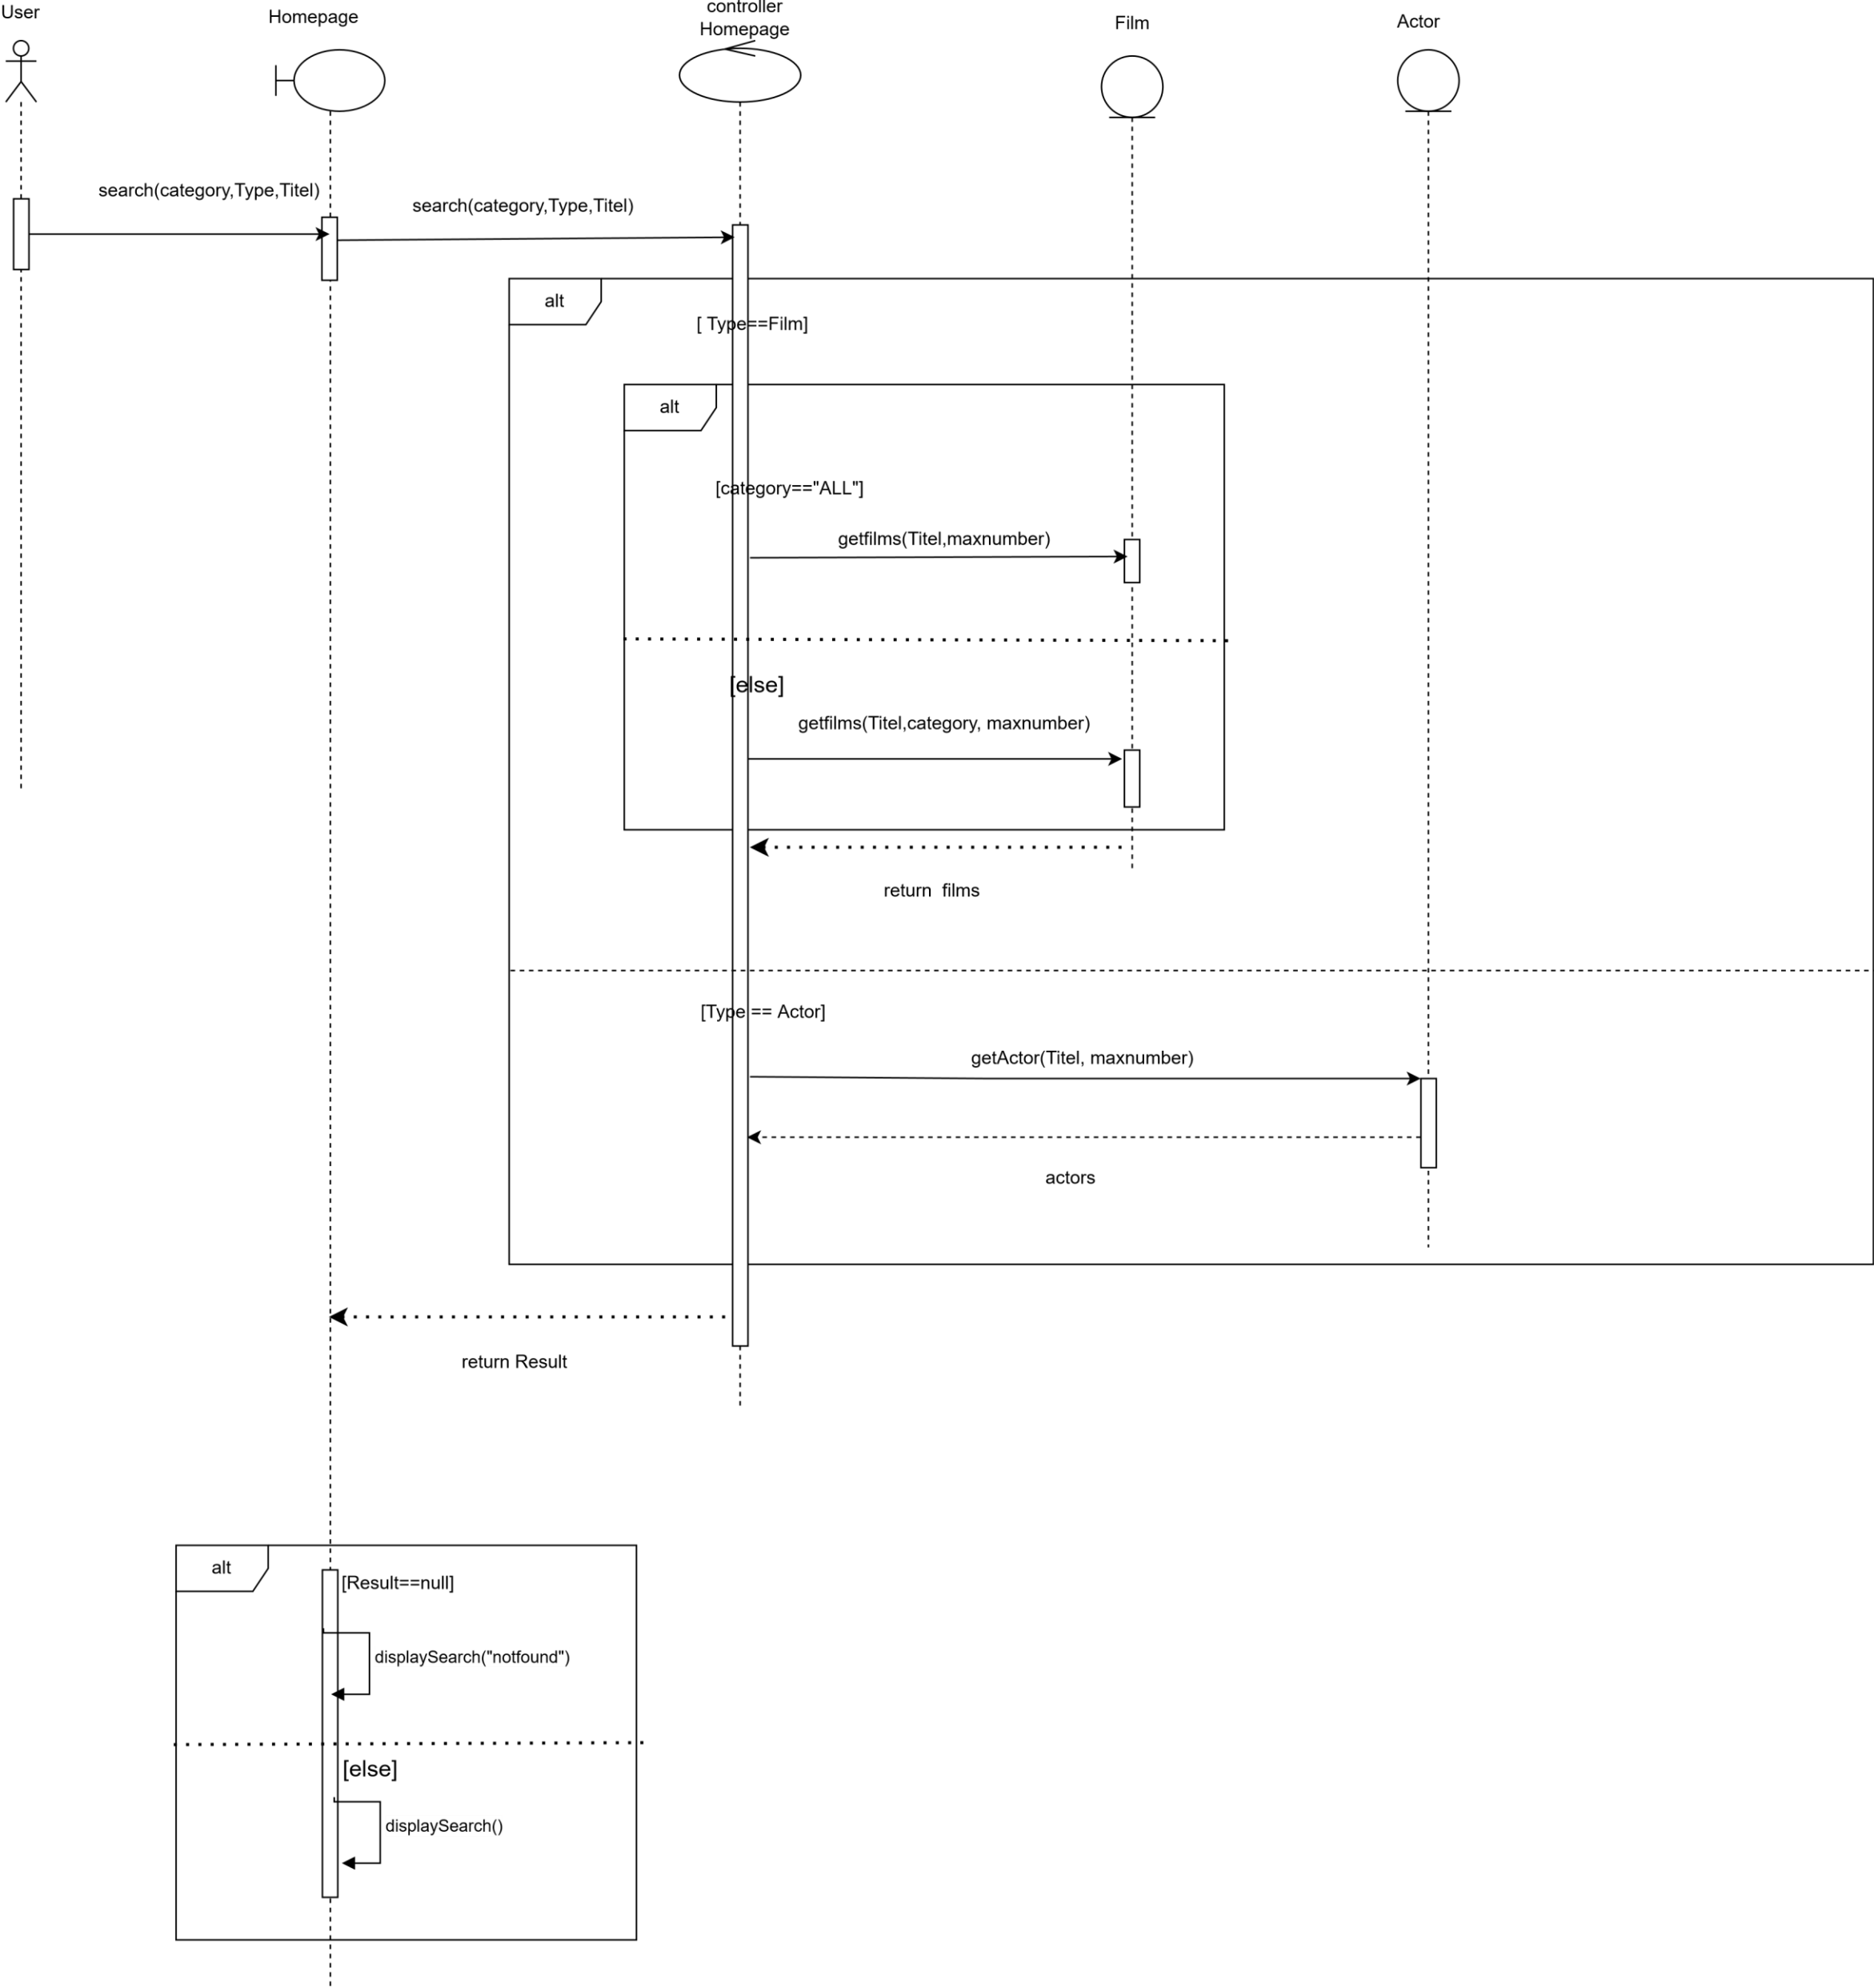 User
Homepage
controller
Homepage
Film
Actor
search(category,Type,Titel)
search(category,Type,Titel)
alt
[ Type==Film]
alt
[category=="ALL"]
getfilms(Titel,maxnumber)
[else]
getfilms(Titel,category, maxnumber)
return  films
[Type == Actor]
getActor(Titel, maxnumber)
actors
return Result
alt
[Result==null]
displaySearch("notfound")
[else]
displaySearch()